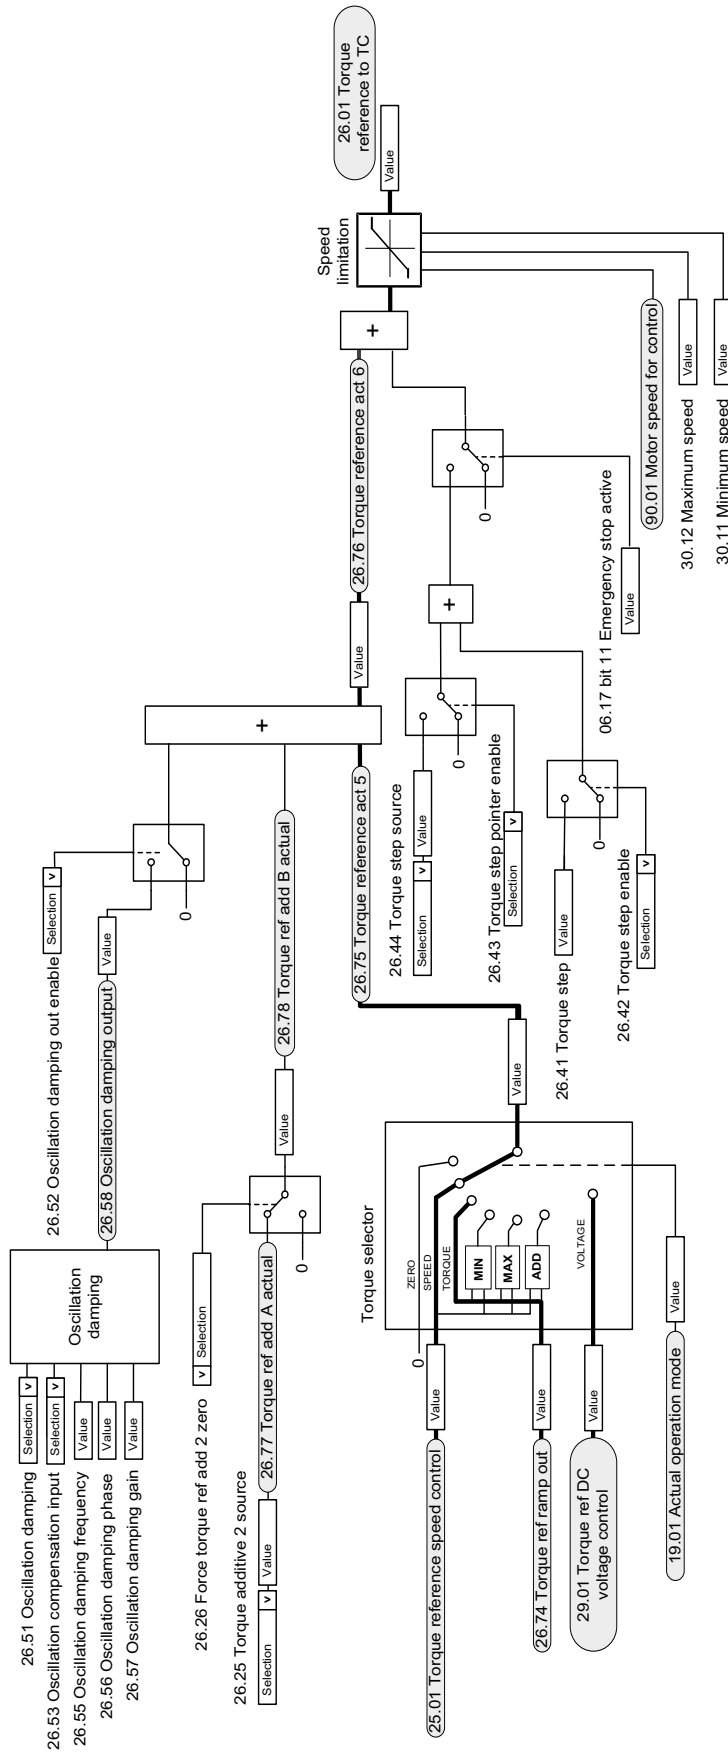 26.51 Oscillation damping
Selection
v
26.53 Oscillation compensation input
Selection
v
26.55 Oscillation damping frequency
Value
26.56 Oscillation damping phase
Value
26.57 Oscillation damping gain
Value
Oscillation
damping
26.52 Oscillation damping out enable
Selection
v
26.58 Oscillation damping output
Value
0
26.26 Force torque ref add 2 zero
v
Selection
26.25 Torque additive 2 source
Selection
v
Value
26.77 Torque ref add A actual
0
Value
26.78 Torque ref add B actual
+
25.01 Torque reference speed control
Value
26.74 Torque ref ramp out
Value
29.01 Torque ref DC
voltage control
Value
19.01 Actual operation mode
Value
Torque selector
0
ZERO
SPEED
TORQUE
MIN
MAX
ADD
VOLTAGE
Value
26.75 Torque reference act 5
Value
26.76 Torque reference act 6
26.44 Torque step source
Selection
v
Value
0
26.43 Torque step pointer enable
Selection
v
26.41 Torque step
Value
0
26.42 Torque step enable
Selection
v
+
0
06.17 bit 11 Emergency stop active
Value
+
Speed
limitation
90.01 Motor speed for control
30.12 Maximum speed
Value
30.11 Minimum speed
Value
Value
26.01 Torque
reference to TC